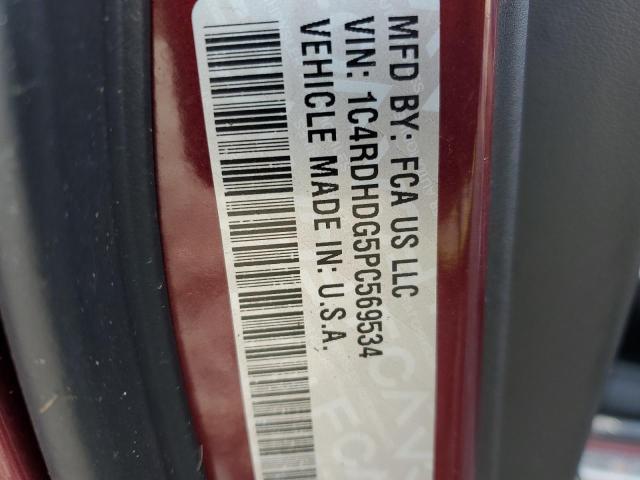 MFD BY: FCA US LLC
VIN: 1C4RDHDG5PC569534
VEHICLE MADE IN: U.S.A.